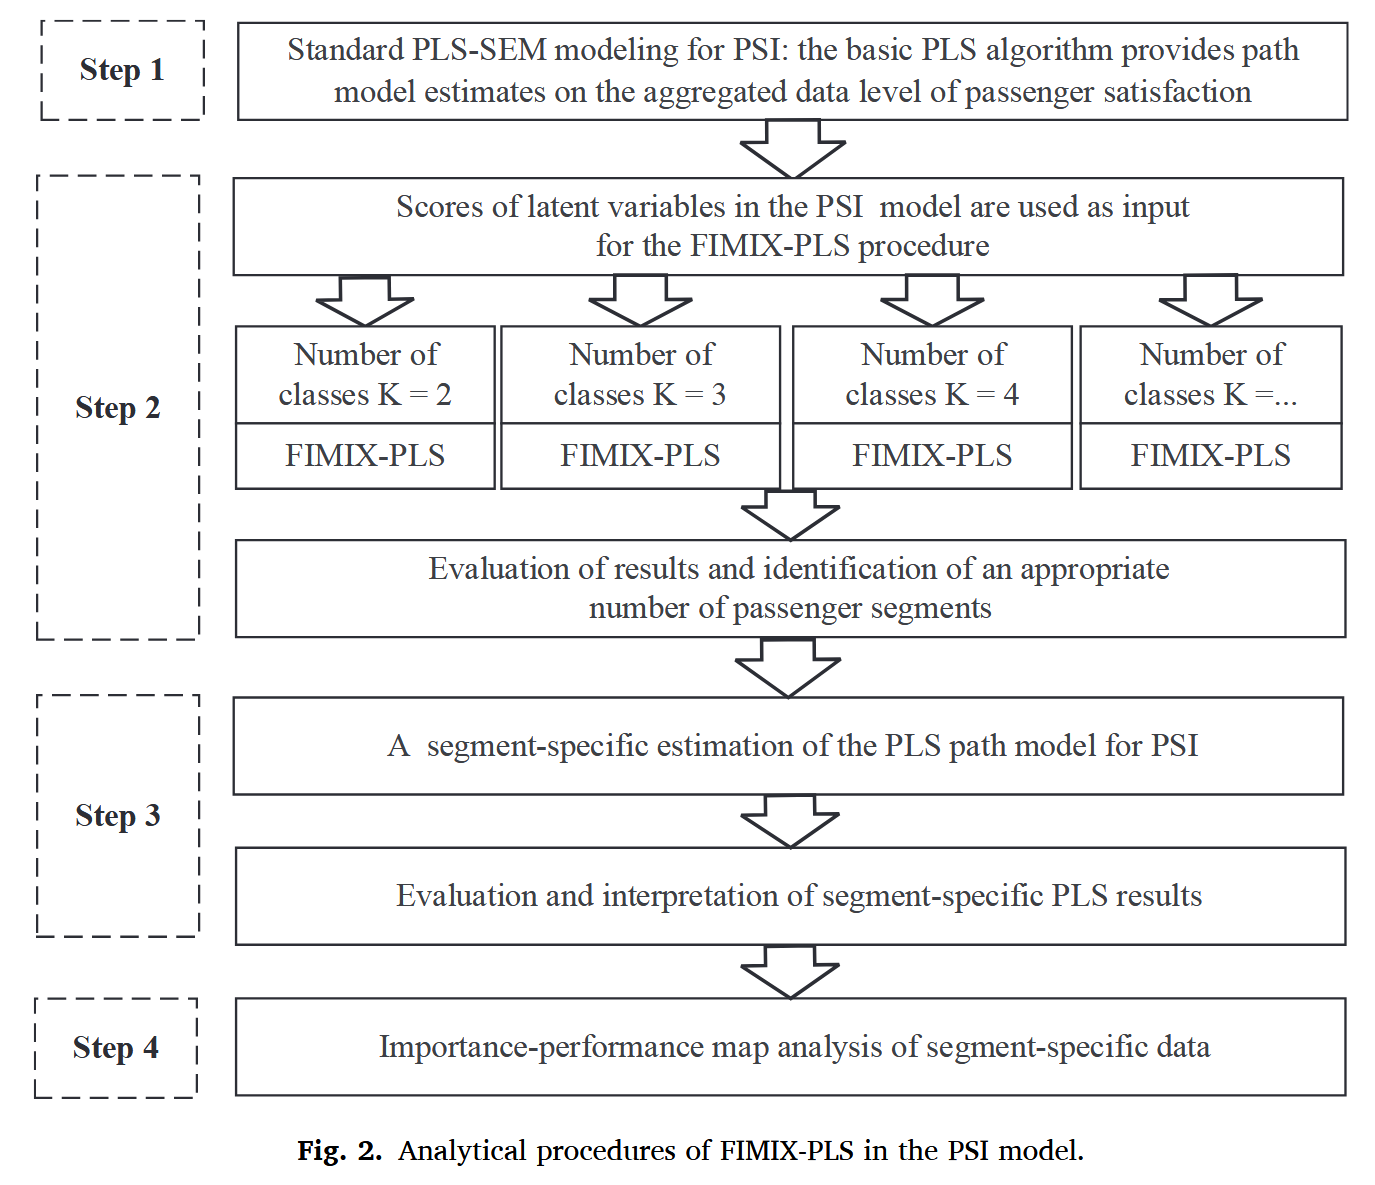 Step 1
Standard PLS-SEM modeling for PSI: the basic PLS algorithm provides path
model estimates on the aggregated data level of passenger satisfaction
Step 2
Scores of latent variables in the PSI model are used as input
for the FIMIX-PLS procedure
Number of
classes K = 2
FIMIX-PLS
Number of
classes K = 3
FIMIX-PLS
Number of
classes K = 4
FIMIX-PLS
Number of
classes K =...
FIMIX-PLS
Evaluation of results and identification of an appropriate
number of passenger segments
Step 3
A segment-specific estimation of the PLS path model for PSI
Evaluation and interpretation of segment-specific PLS results
Step 4
Importance-performance map analysis of segment-specific data
Fig. 2. Analytical procedures of FIMIX-PLS in the PSI model.